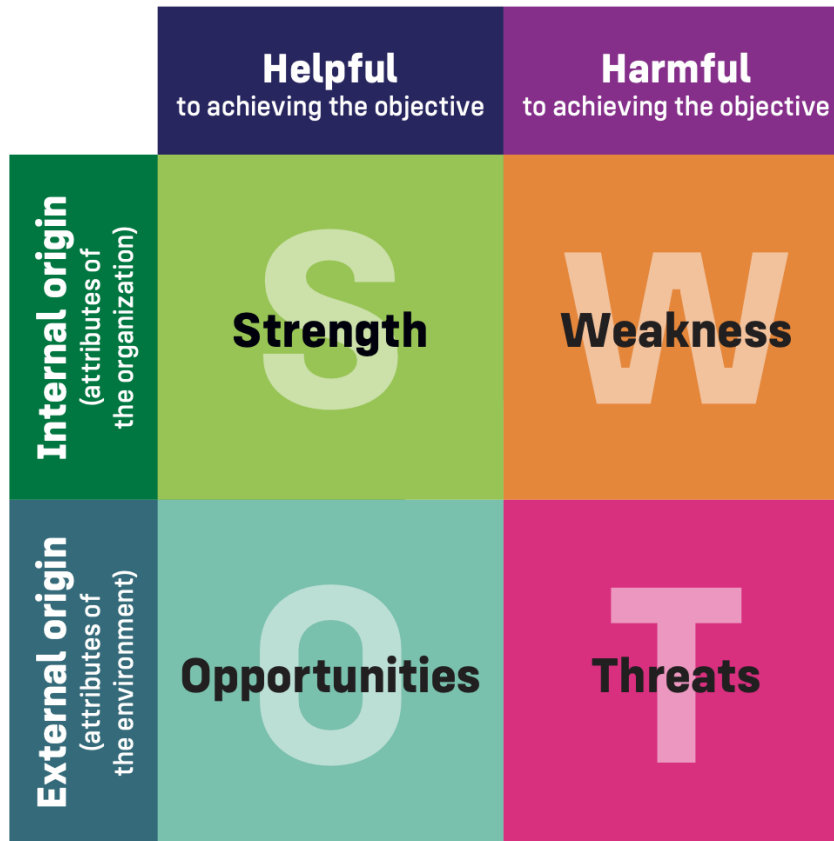 Helpful
to achieving the objective
Harmful
to achieving the objective
Internal origin
(attributes of
the organization)
S
Strength
W
Weakness
External origin
(attributes of
the environment)
O
Opportunities
T
Threats